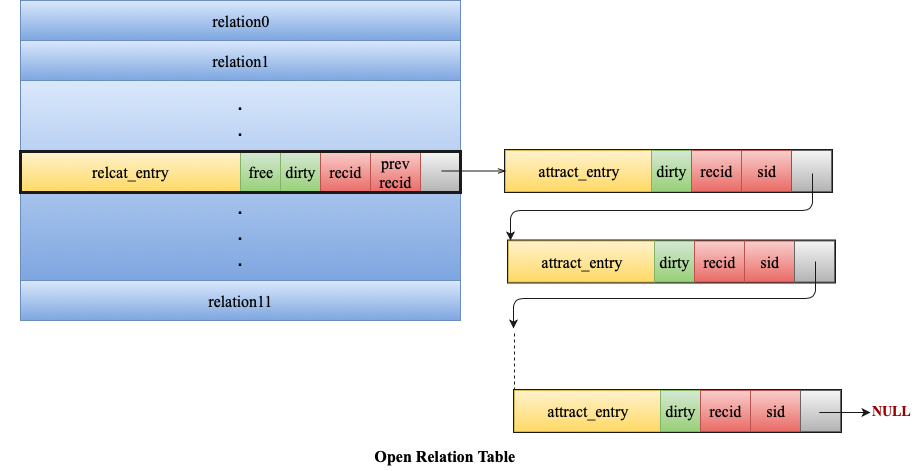 relation0
relation1
.
.
relcat_entry free dirty recid prev recid
attract_entry dirty recid sid
.
.
.
attract_entry dirty recid sid
relation11
attract_entry dirty recid sid NULL
Open Relation Table